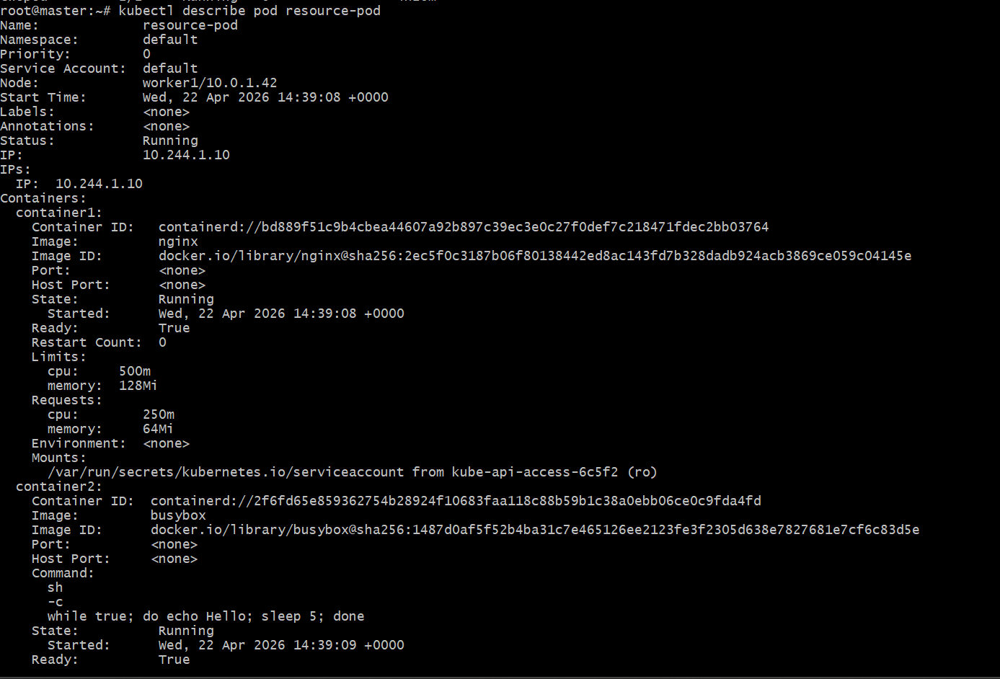 root@master:~# kubectl describe pod resource-pod
Name:             resource-pod
Namespace:        default
Priority:         0
Service Account:  default
Node:             worker1/10.0.1.42
Start Time:       Wed, 22 Apr 2026 14:39:08 +0000
Labels:           <none>
Annotations:      <none>
Status:           Running
IP:               10.244.1.10
IPs:
  IP:  10.244.1.10
Containers:
  container1:
    Container ID:   containerd://bd889f51c9b4cbea44607a92b897c39ec3e0c27f0def7c218471fdec2bb03764
    Image:          nginx
    Image ID:       docker.io/library/nginx@sha256:2ec5f0c3187b06f80138442ed8ac143fd7b328dadb924acb3869ce059c04145e
    Port:           <none>
    Host Port:      <none>
    State:          Running
      Started:      Wed, 22 Apr 2026 14:39:08 +0000
    Ready:          True
    Restart Count:  0
    Limits:
      cpu:     500m
      memory:  128Mi
    Requests:
      cpu:        250m
      memory:     64Mi
    Environment:  <none>
    Mounts:
      /var/run/secrets/kubernetes.io/serviceaccount from kube-api-access-6c5f2 (ro)
  container2:
    Container ID:  containerd://2f6fd65e859362754b28924f10683faa118c88b59b1c38a0ebb06ce0c9fda4fd
    Image:         busybox
    Image ID:      docker.io/library/busybox@sha256:1487d0af5f52b4ba31c7e465126ee2123fe3f2305d638e7827681e7cf6c83d5e
    Port:          <none>
    Host Port:     <none>
    Command:
      sh
      -c
      while true; do echo Hello; sleep 5; done
    State:          Running
      Started:      Wed, 22 Apr 2026 14:39:09 +0000
    Ready:          True